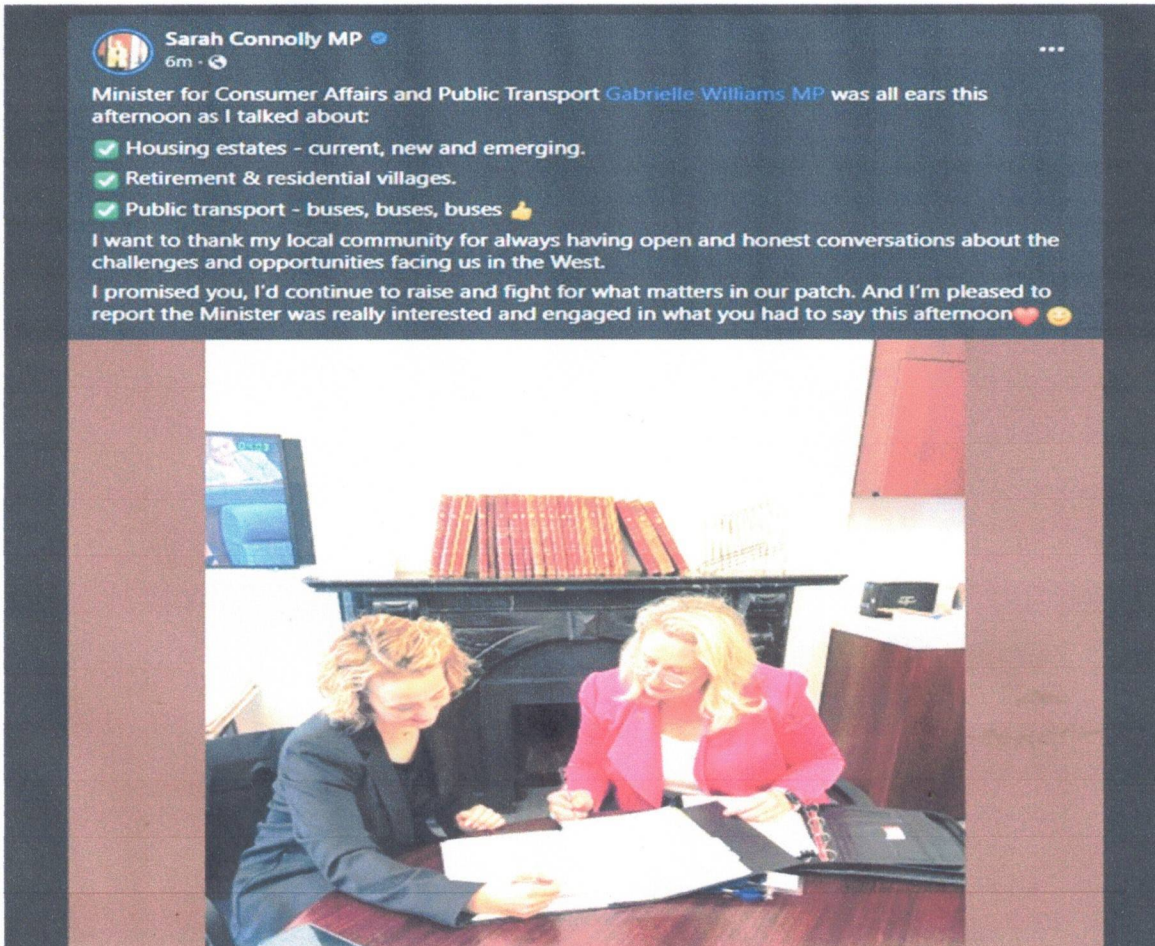 Sarah Connolly MP
6m ·
Minister for Consumer Affairs and Public Transport Gabrielle Williams MP was all ears this
afternoon as I talked about:
✅ Housing estates - current, new and emerging.
✅ Retirement & residential villages.
✅ Public transport - buses, buses, buses 👍
I want to thank my local community for always having open and honest conversations about the
challenges and opportunities facing us in the West.
I promised you, I'd continue to raise and fight for what matters in our patch. And I'm pleased to
report the Minister was really interested and engaged in what you had to say this afternoon❤️ 😊